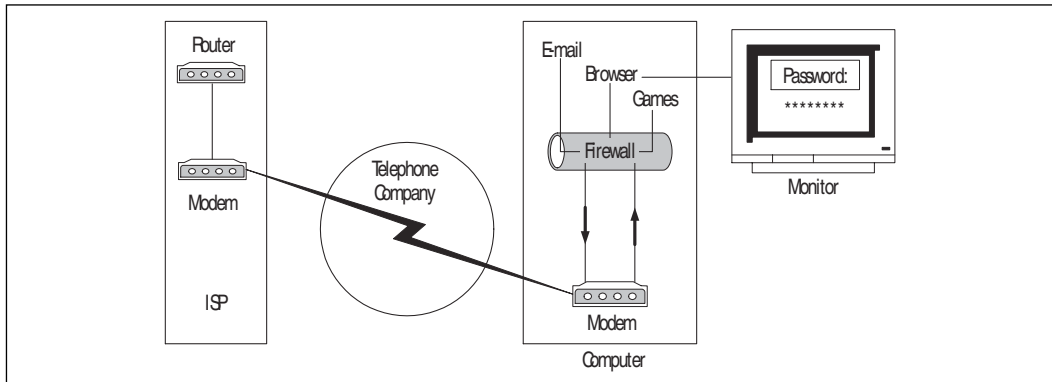 Router
Modem
ISP
Telephone
Company
E-mail
Browser
Games
Firewall
Modem
Computer
Password:
********
Monitor